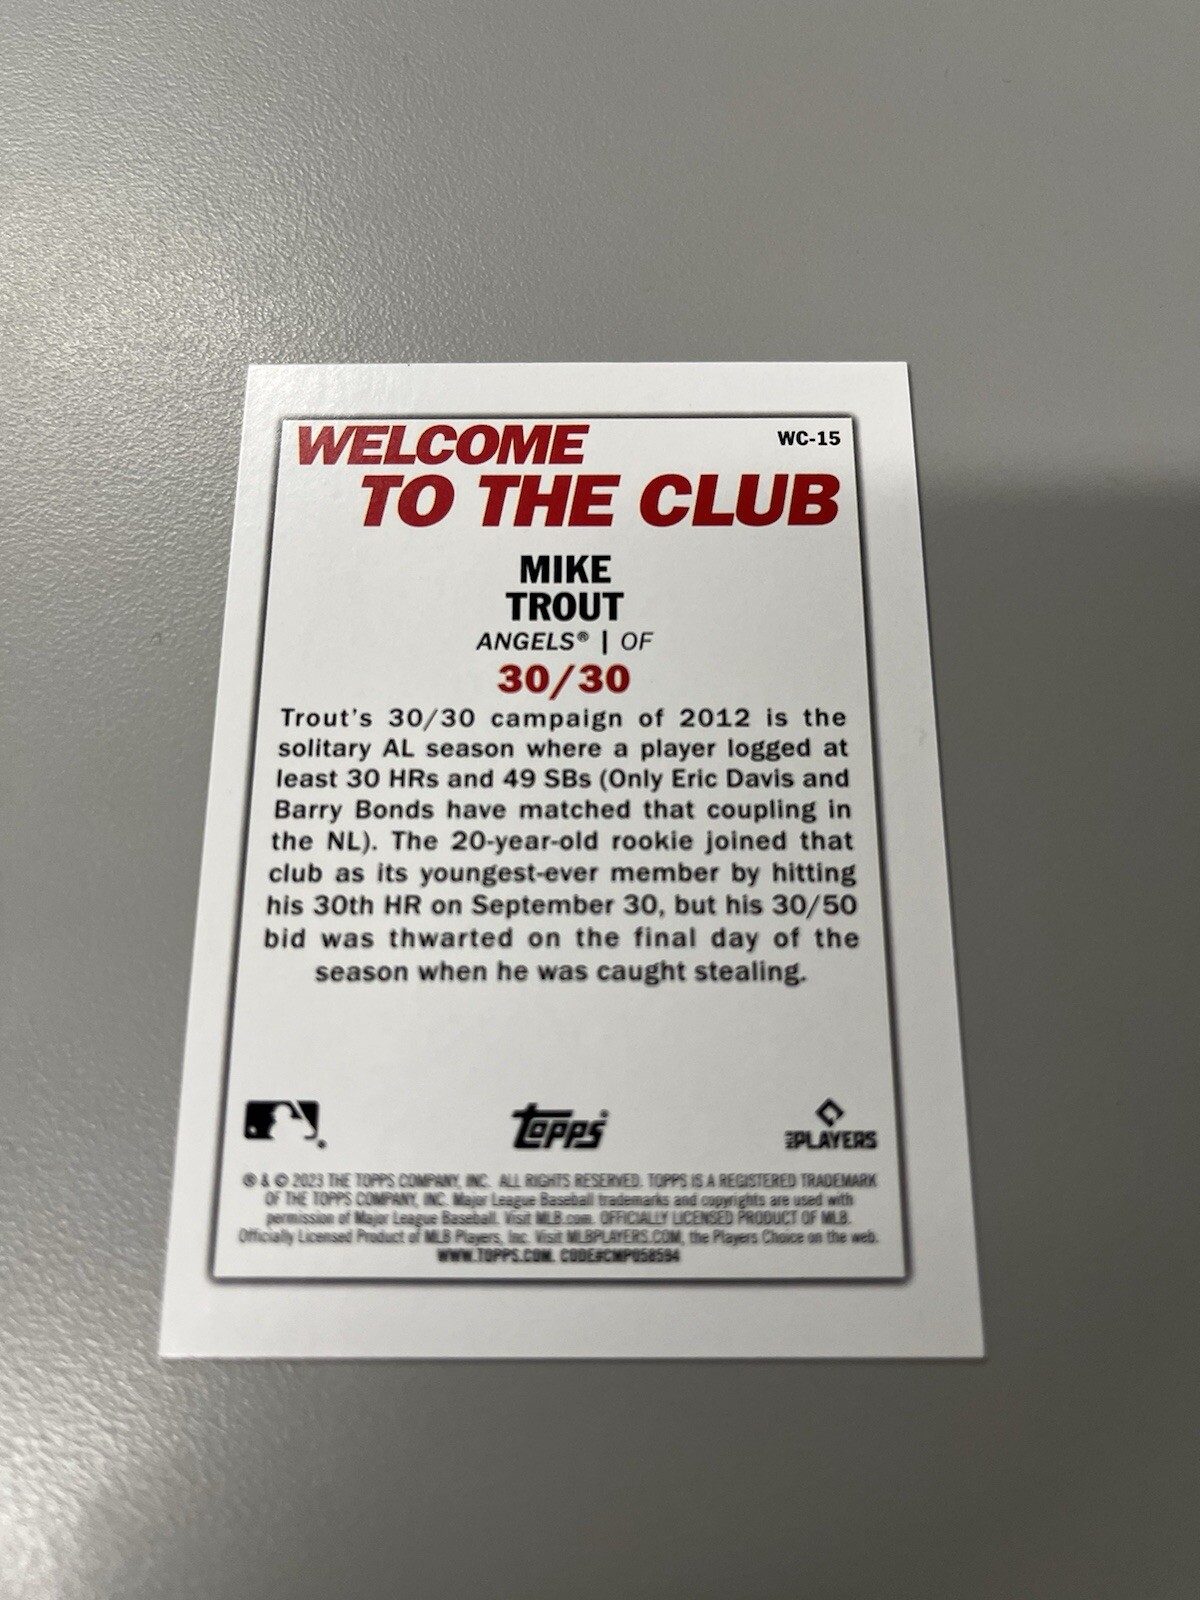 WELCOME
WC-15
TO THE CLUB
MIKE
TROUT
ANGELS® | OF
30/30
Trout's 30/30 campaign of 2012 is the
solitary AL season where a player logged at
least 30 HRs and 49 SBs (Only Eric Davis and
Barry Bonds have matched that coupling in
the NL). The 20-year-old rookie joined that
club as its youngest-ever member by hitting
his 30th HR on September 30, but his 30/50
bid was thwarted on the final day of the
season when he was caught stealing.
topps
MLB PLAYERS
® & © 2023 THE TOPPS COMPANY, INC. ALL RIGHTS RESERVED. TOPPS IS A REGISTERED TRADEMARK
OF THE TOPPS COMPANY, INC. Major League Baseball trademarks and copyrights are used with
permission of Major League Baseball. Visit MLB.com. OFFICIALLY LICENSED PRODUCT OF MLB.
Officially Licensed Product of MLB Players, Inc. Visit MLBPLAYERS.COM, the Players Choice on the web.
WWW.TOPPS.COM. CODE#CMP058594